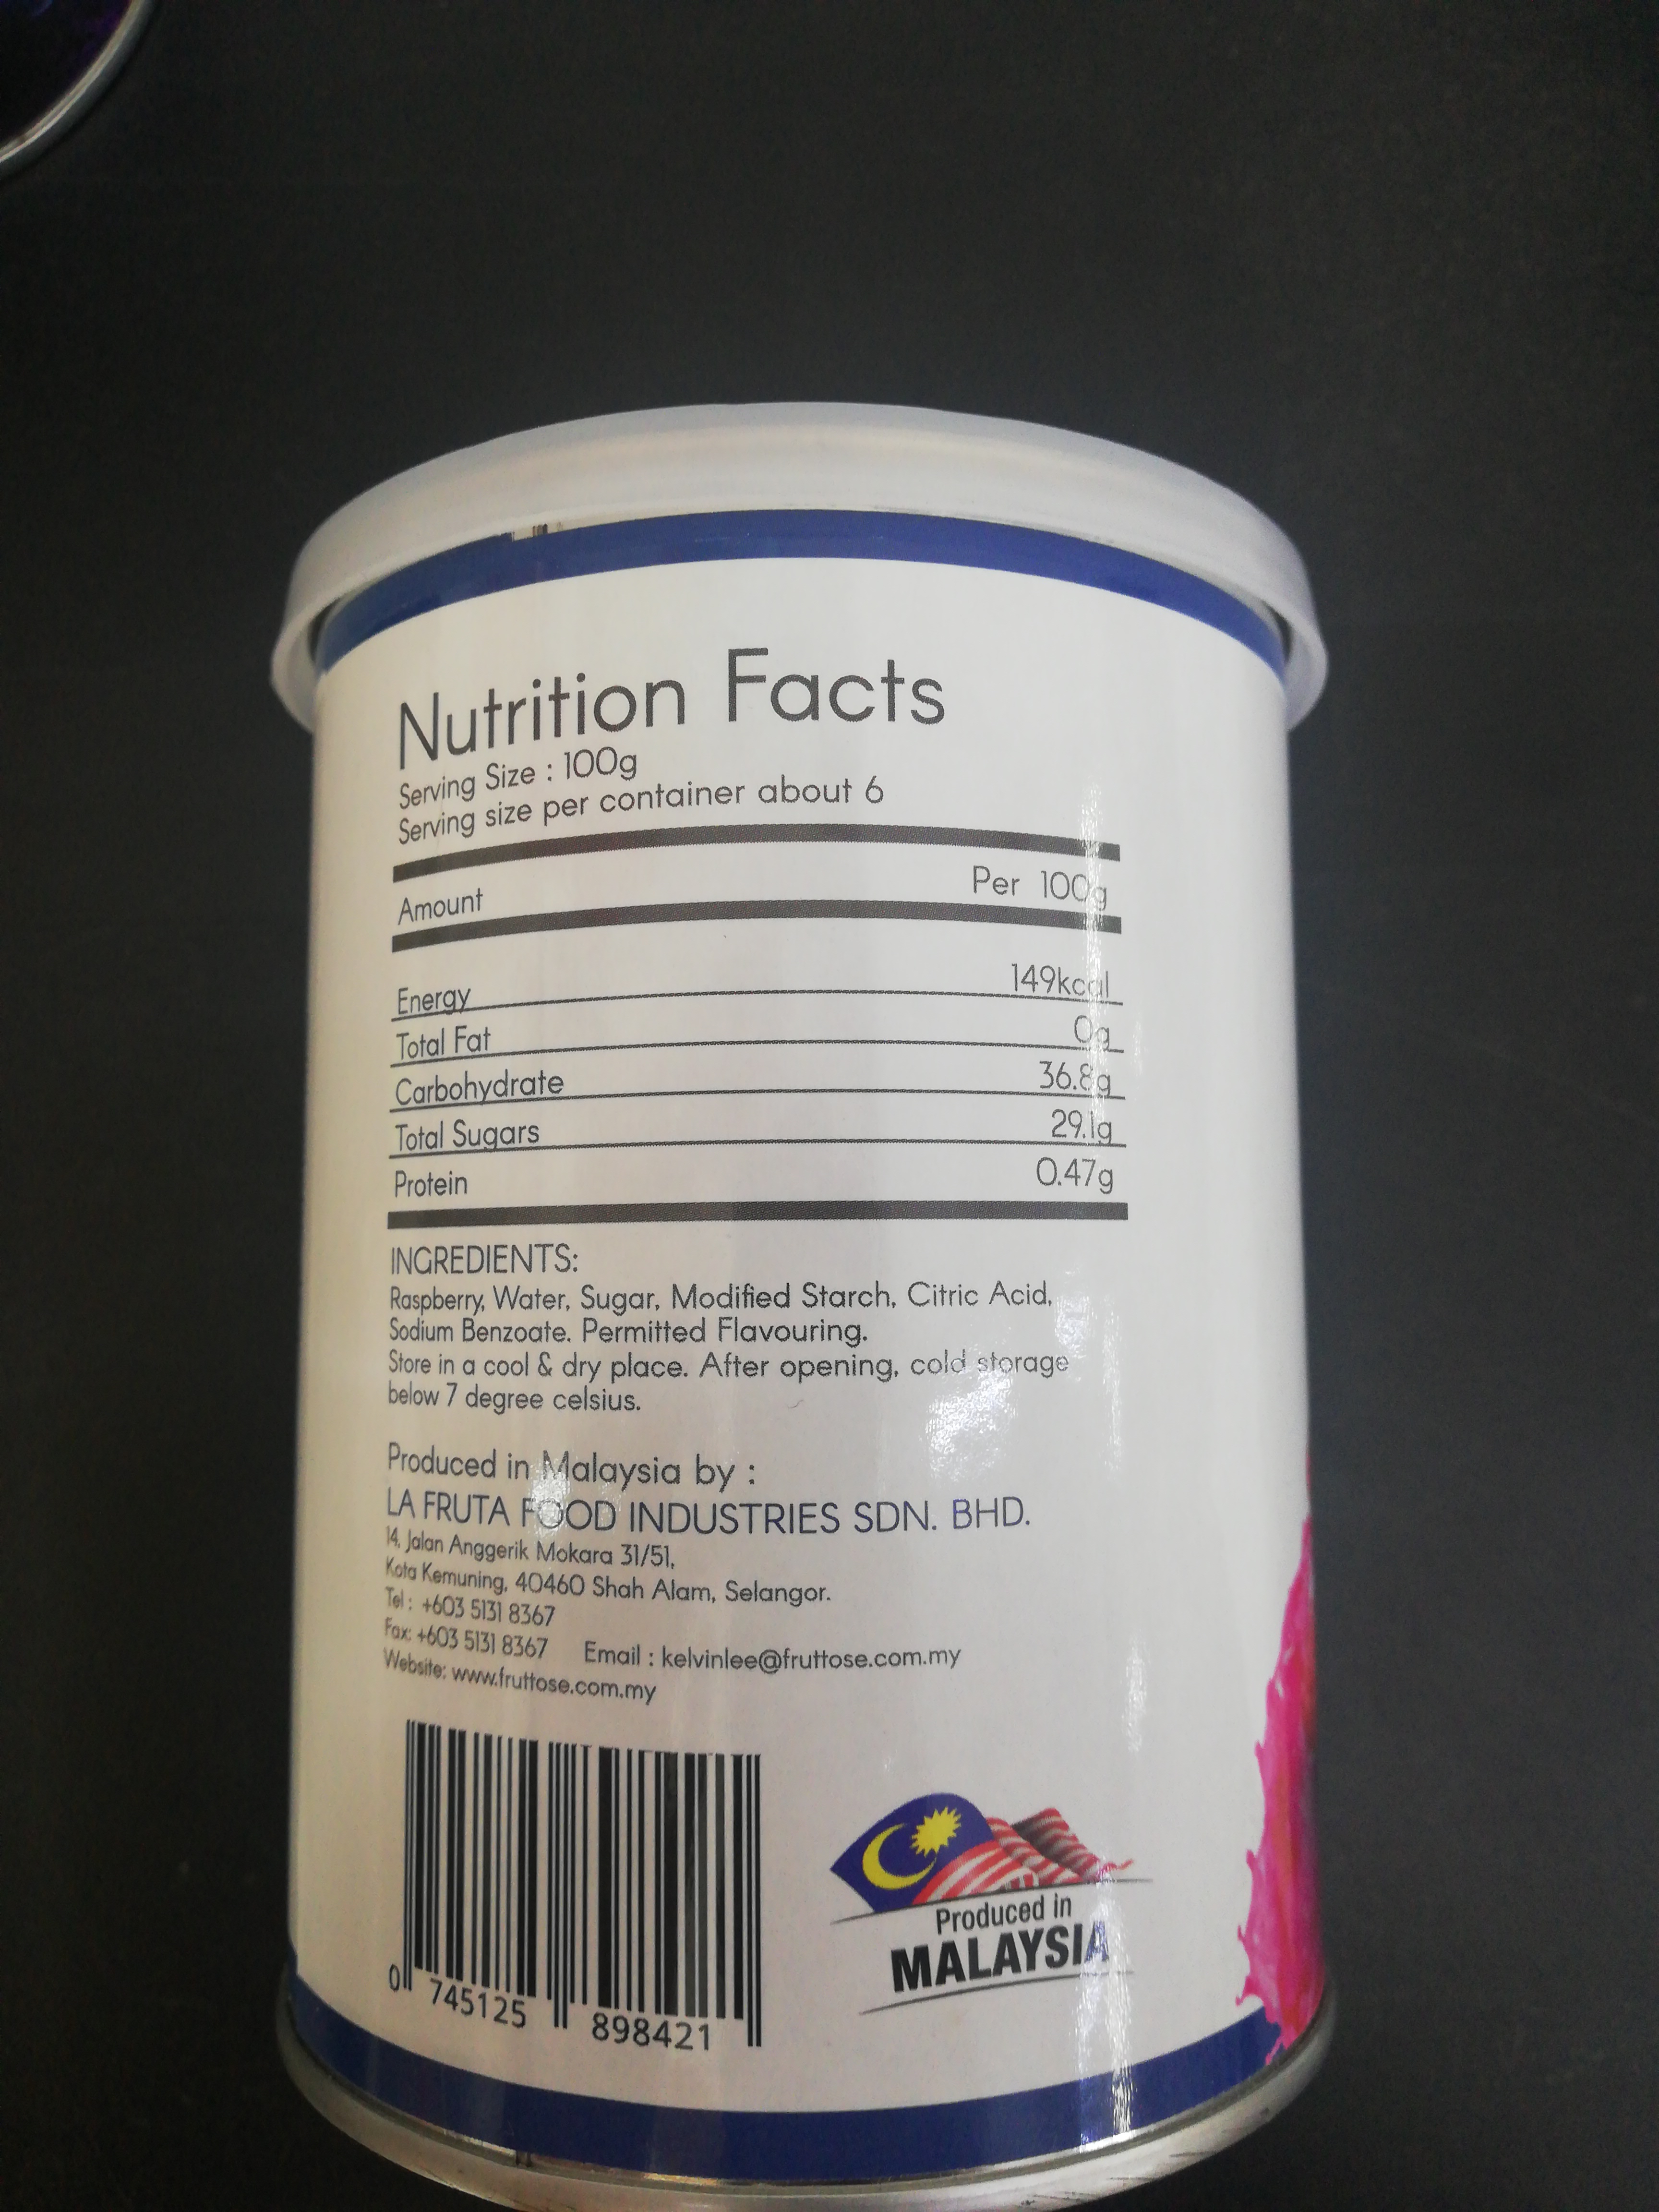 Nutrition Facts
Serving Size : 100g
Serving size per container about 6
Amount Per 100g
Energy 149kcal
Total Fat 0g
Carbohydrate 36.8g
Total Sugars 29.1g
Protein 0.47g
INGREDIENTS:
Raspberry, Water, Sugar, Modified Starch, Citric Acid,
Sodium Benzoate. Permitted Flavouring.
Store in a cool & dry place. After opening, cold storage
below 7 degree celsius.
Produced in Malaysia by :
LA FRUTA FOOD INDUSTRIES SDN. BHD.
14, Jalan Anggerik Mokara 31/51,
Kota Kemuning, 40460 Shah Alam, Selangor.
Tel : +603 5131 8367
Fax: +603 5131 8367 Email : kelvinlee@fruttose.com.my
Website: www.fruttose.com.my
0 745125 898421
Produced in
MALAYSIA